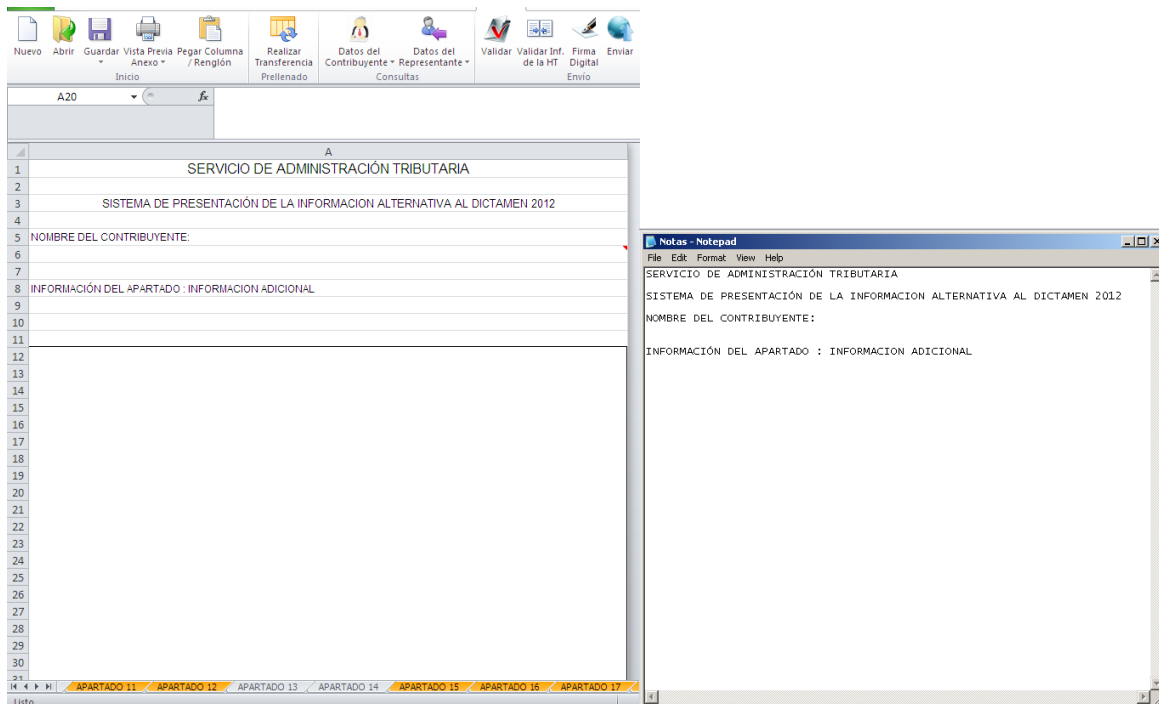 Nuevo Abrir Guardar Vista Previa Anexo Pegar Columna / Renglón Realizar Transferencia Datos del Contribuyente Datos del Representante Validar Validar Inf. de la HT Firma Digital Enviar
Inicio Prellenado Consultas Envío
A20 fx
A
1 SERVICIO DE ADMINISTRACIÓN TRIBUTARIA
2
3 SISTEMA DE PRESENTACIÓN DE LA INFORMACION ALTERNATIVA AL DICTAMEN 2012
4
5 NOMBRE DEL CONTRIBUYENTE:
6
7
8 INFORMACIÓN DEL APARTADO : INFORMACION ADICIONAL
9
10
11
12
13
14
15
16
17
18
19
20
21
22
23
24
25
26
27
28
29
30
31
APARTADO 11 APARTADO 12 APARTADO 13 APARTADO 14 APARTADO 15 APARTADO 16 APARTADO 17
Listo
Notas - Notepad
File Edit Format View Help
SERVICIO DE ADMINISTRACIÓN TRIBUTARIA
SISTEMA DE PRESENTACIÓN DE LA INFORMACION ALTERNATIVA AL DICTAMEN 2012
NOMBRE DEL CONTRIBUYENTE:
INFORMACIÓN DEL APARTADO : INFORMACION ADICIONAL